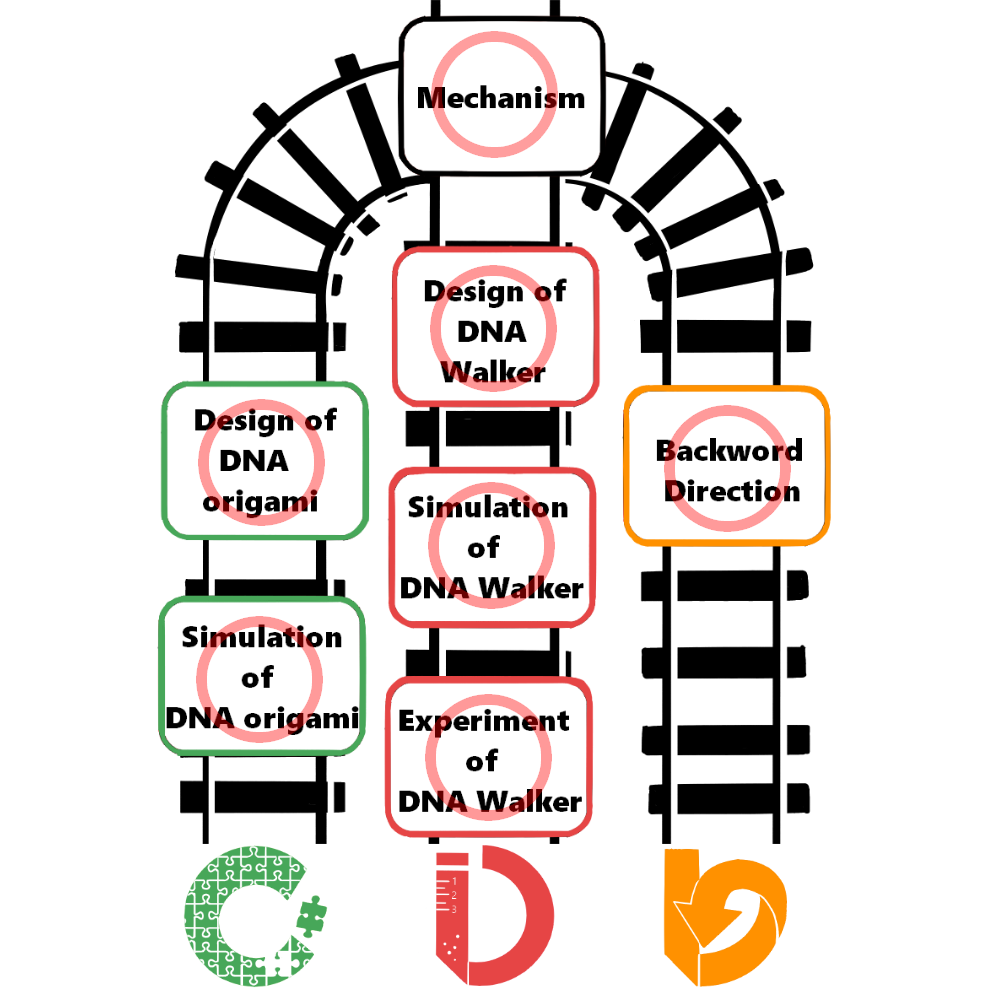 Mechanism
Design of
DNA
Walker
Design of
DNA
origami
Backword
Direction
Simulation
of
DNA Walker
Simulation
of
DNA origami
Experiment
of
DNA Walker
1
2
3